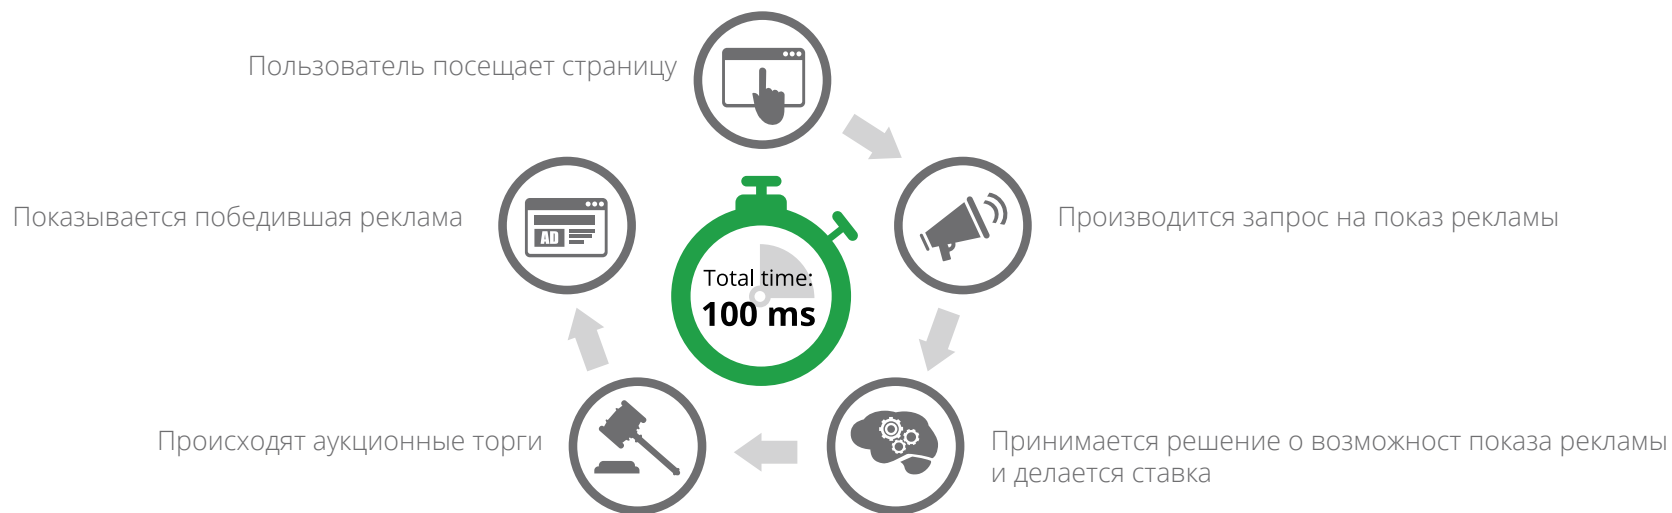 Пользователь посещает страницу
Производится запрос на показ рекламы
Принимается решение о возможност показа рекламы
и делается ставка
Происходят аукционные торги
Показывается победившая реклама
AD
Total time:
100 ms